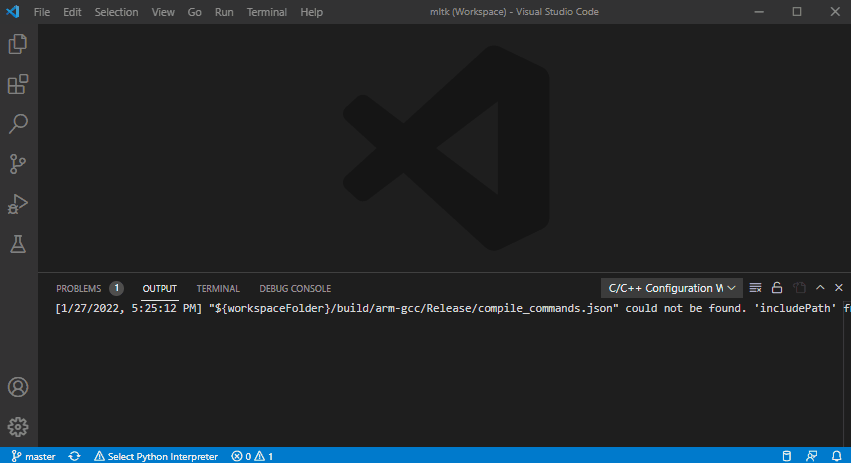 File Edit Selection View Go Run Terminal Help mltk (Workspace) - Visual Studio Code
PROBLEMS 1 OUTPUT TERMINAL DEBUG CONSOLE C/C++ Configuration W
[1/27/2022, 5:25:12 PM] "${workspaceFolder}/build/arm-gcc/Release/compile_commands.json" could not be found. 'includePath' fr
master Select Python Interpreter 0 1